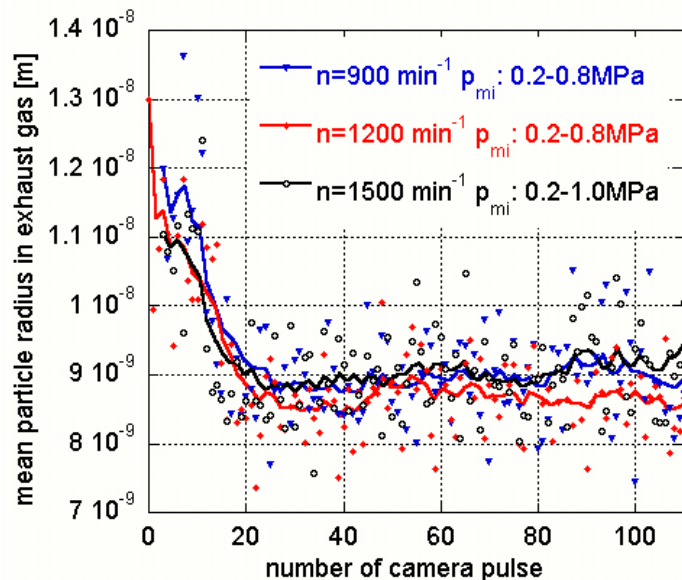 1.4 10⁻⁸
1.3 10⁻⁸
1.2 10⁻⁸
1.1 10⁻⁸
1 10⁻⁸
9 10⁻⁹
8 10⁻⁹
7 10⁻⁹
mean particle radius in exhaust gas [m]
n=900 min⁻¹ p_mi: 0.2-0.8MPa
n=1200 min⁻¹ p_mi: 0.2-0.8MPa
n=1500 min⁻¹ p_mi: 0.2-1.0MPa
0 20 40 60 80 100
number of camera pulse